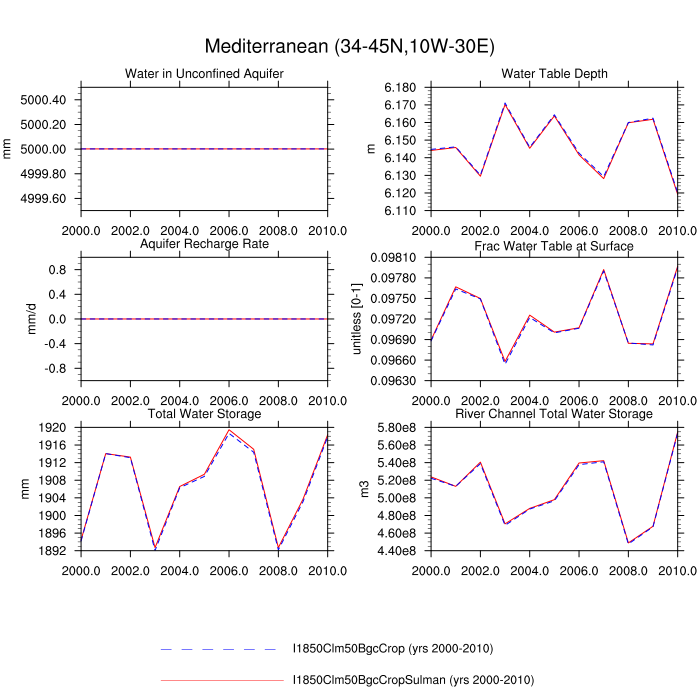 Mediterranean (34-45N,10W-30E)
Water in Unconfined Aquifer
mm
5000.40
5000.20
5000.00
4999.80
4999.60
2000.0 2002.0 2004.0 2006.0 2008.0 2010.0
Water Table Depth
m
6.180
6.170
6.160
6.150
6.140
6.130
6.120
6.110
2000.0 2002.0 2004.0 2006.0 2008.0 2010.0
Aquifer Recharge Rate
mm/d
0.8
0.4
0.0
-0.4
-0.8
2000.0 2002.0 2004.0 2006.0 2008.0 2010.0
Frac Water Table at Surface
unitless [0-1]
0.09810
0.09780
0.09750
0.09720
0.09690
0.09660
0.09630
2000.0 2002.0 2004.0 2006.0 2008.0 2010.0
Total Water Storage
mm
1920
1916
1912
1908
1904
1900
1896
1892
2000.0 2002.0 2004.0 2006.0 2008.0 2010.0
River Channel Total Water Storage
m3
5.80e8
5.60e8
5.40e8
5.20e8
5.00e8
4.80e8
4.60e8
4.40e8
2000.0 2002.0 2004.0 2006.0 2008.0 2010.0
I1850Clm50BgcCrop (yrs 2000-2010)
I1850Clm50BgcCropSulman (yrs 2000-2010)